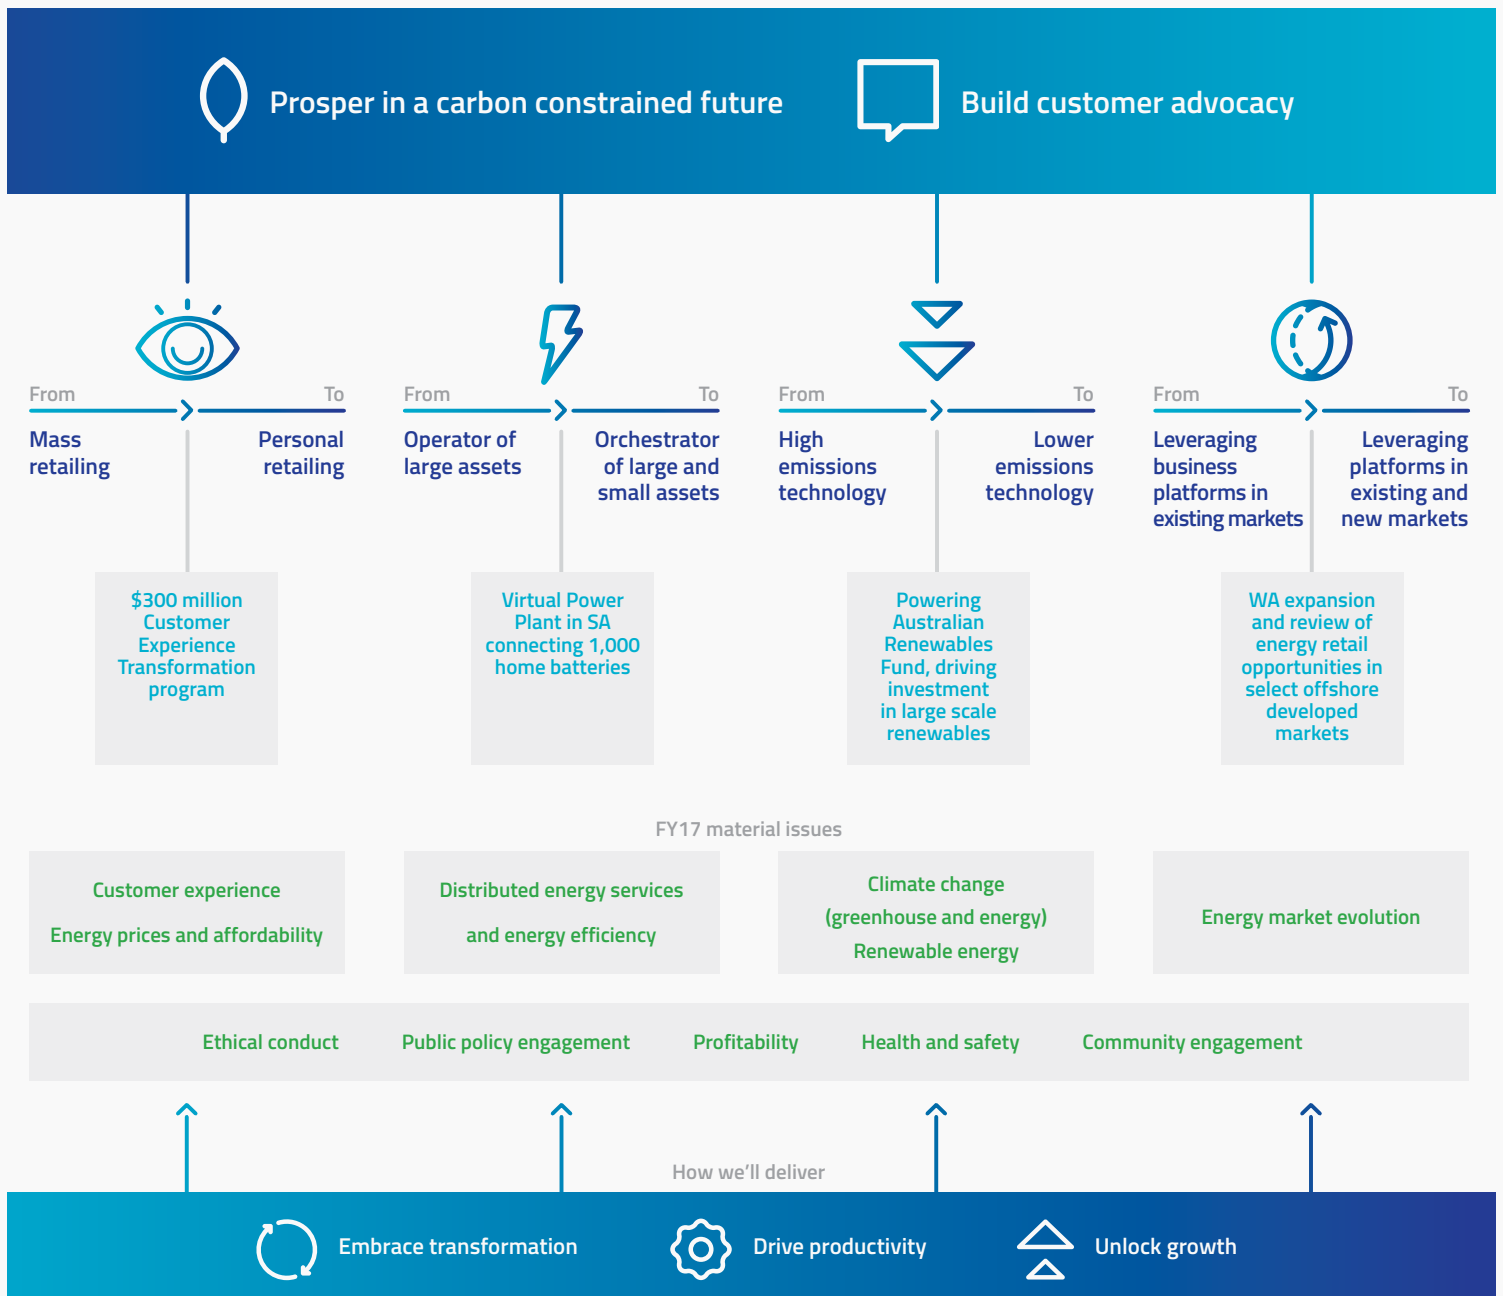 Prosper in a carbon constrained future
Build customer advocacy
From
To
Mass
retailing
Personal
retailing
From
To
Operator of
large assets
Orchestrator
of large and
small assets
From
To
High
emissions
technology
Lower
emissions
technology
From
To
Leveraging
business
platforms in
existing markets
Leveraging
platforms in
existing and
new markets
$300 million
Customer
Experience
Transformation
program
Virtual Power
Plant in SA
connecting 1,000
home batteries
Powering
Australian
Renewables
Fund, driving
investment
in large scale
renewables
WA expansion
and review of
energy retail
opportunities in
select offshore
developed
markets
FY17 material issues
Customer experience
Energy prices and affordability
Distributed energy services
and energy efficiency
Climate change
(greenhouse and energy)
Renewable energy
Energy market evolution
Ethical conduct
Public policy engagement
Profitability
Health and safety
Community engagement
How we’ll deliver
Embrace transformation
Drive productivity
Unlock growth